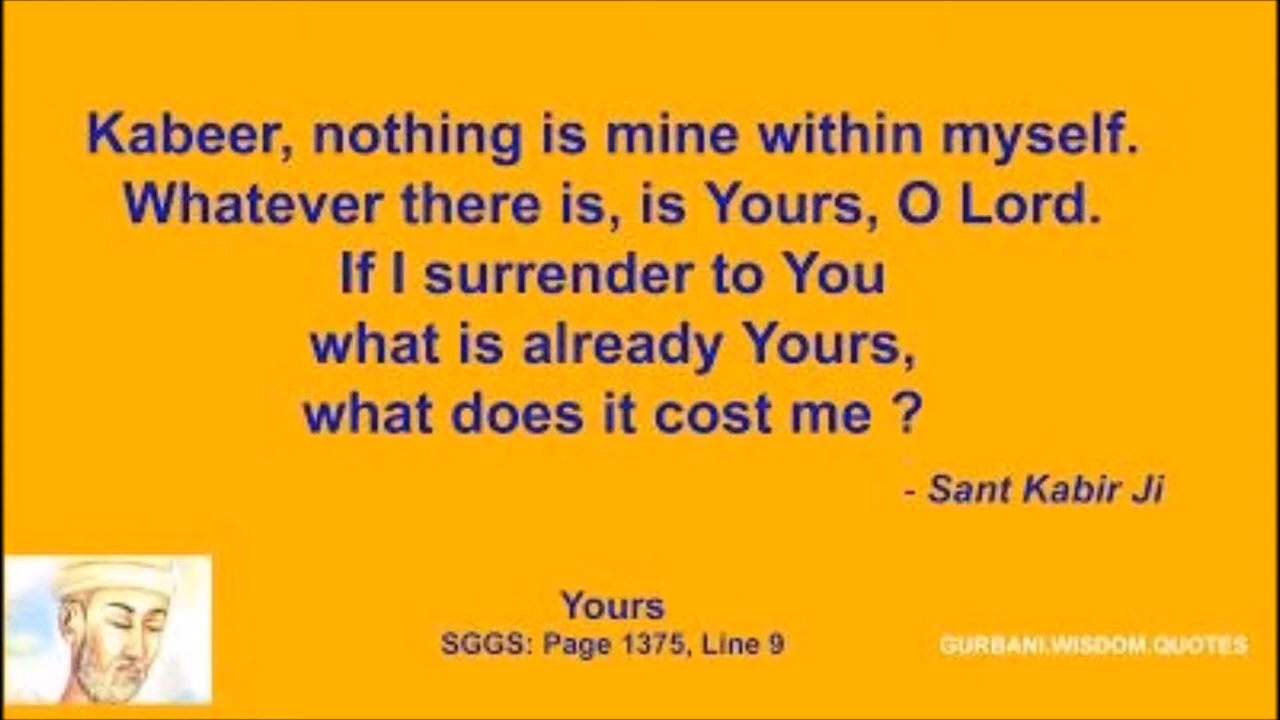 Kabeer, nothing is mine within myself.
Whatever there is, is Yours, O Lord.
If I surrender to You
what is already Yours,
what does it cost me ?
- Sant Kabir Ji
Yours
SGGS: Page 1375, Line 9
GURBANI.WISDOM.QUOTES